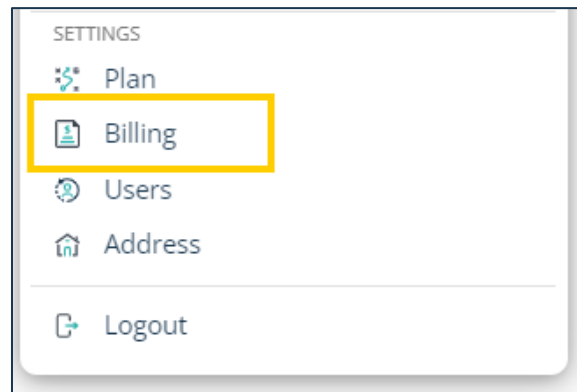 SETTINGS
Plan
Billing
Users
Address
Logout